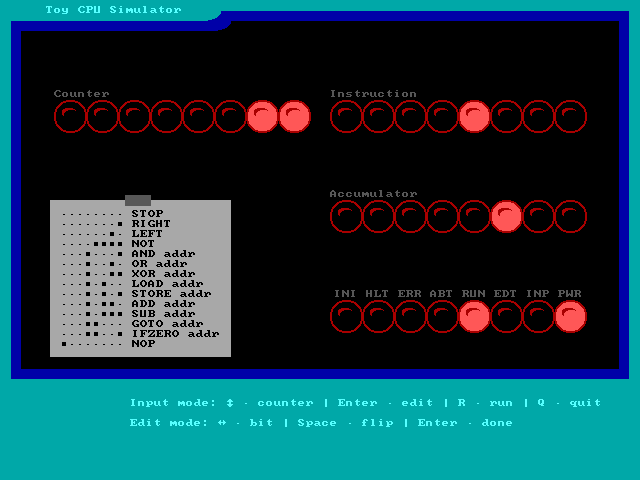 Toy CPU Simulator
Counter
Instruction
Accumulator
········ STOP
·······▪ RIGHT
······▪· LEFT
····▪▪▪▪ NOT
···▪···▪ AND addr
···▪··▪· OR addr
···▪··▪▪ XOR addr
···▪·▪·· LOAD addr
···▪·▪·▪ STORE addr
···▪·▪▪· ADD addr
···▪·▪▪▪ SUB addr
···▪▪··· GOTO addr
···▪▪··▪ IFZERO addr
▪······· NOP
INI HLT ERR ABT RUN EDT INP PWR
Input mode: ↕ · counter | Enter · edit | R · run | Q · quit
Edit mode: ↔ · bit | Space · flip | Enter · done